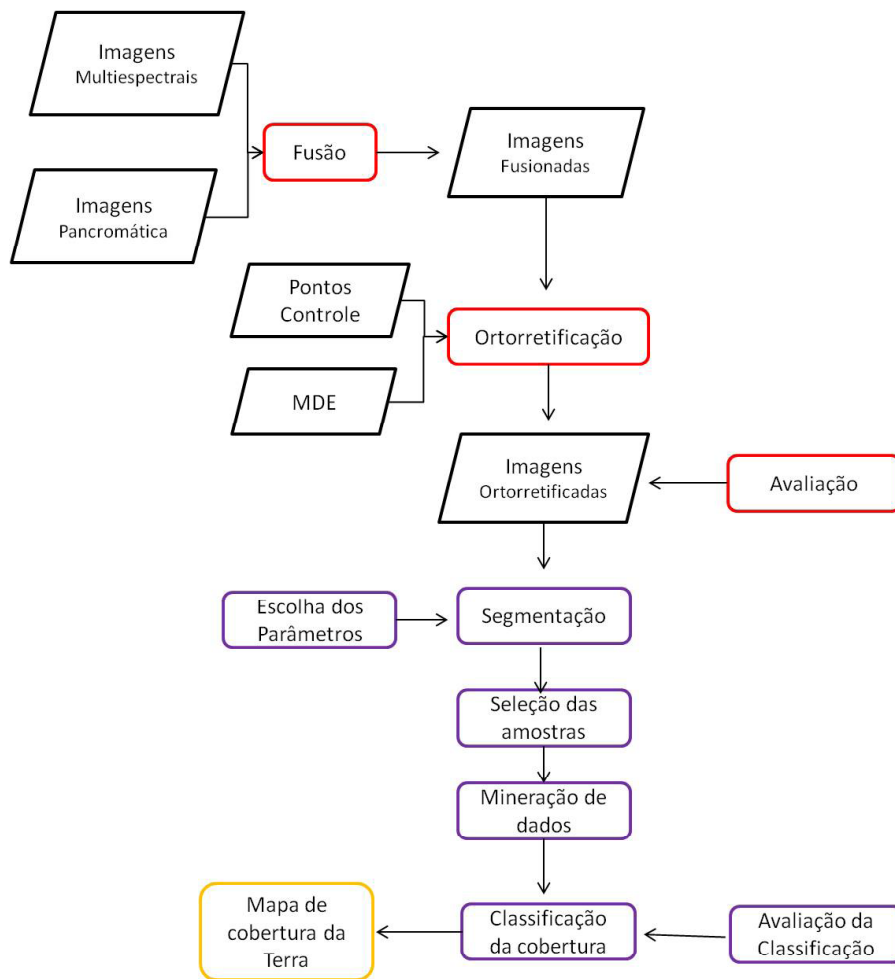 Imagens
Multiespectrais
Fusão
Imagens
Fusionadas
Imagens
Pancromática
Pontos
Controle
Ortorretificação
MDE
Imagens
Ortorretificadas
Avaliação
Escolha dos
Parâmetros
Segmentação
Seleção das
amostras
Mineração de
dados
Mapa de
cobertura da
Terra
Classificação
da cobertura
Avaliação da
Classificação